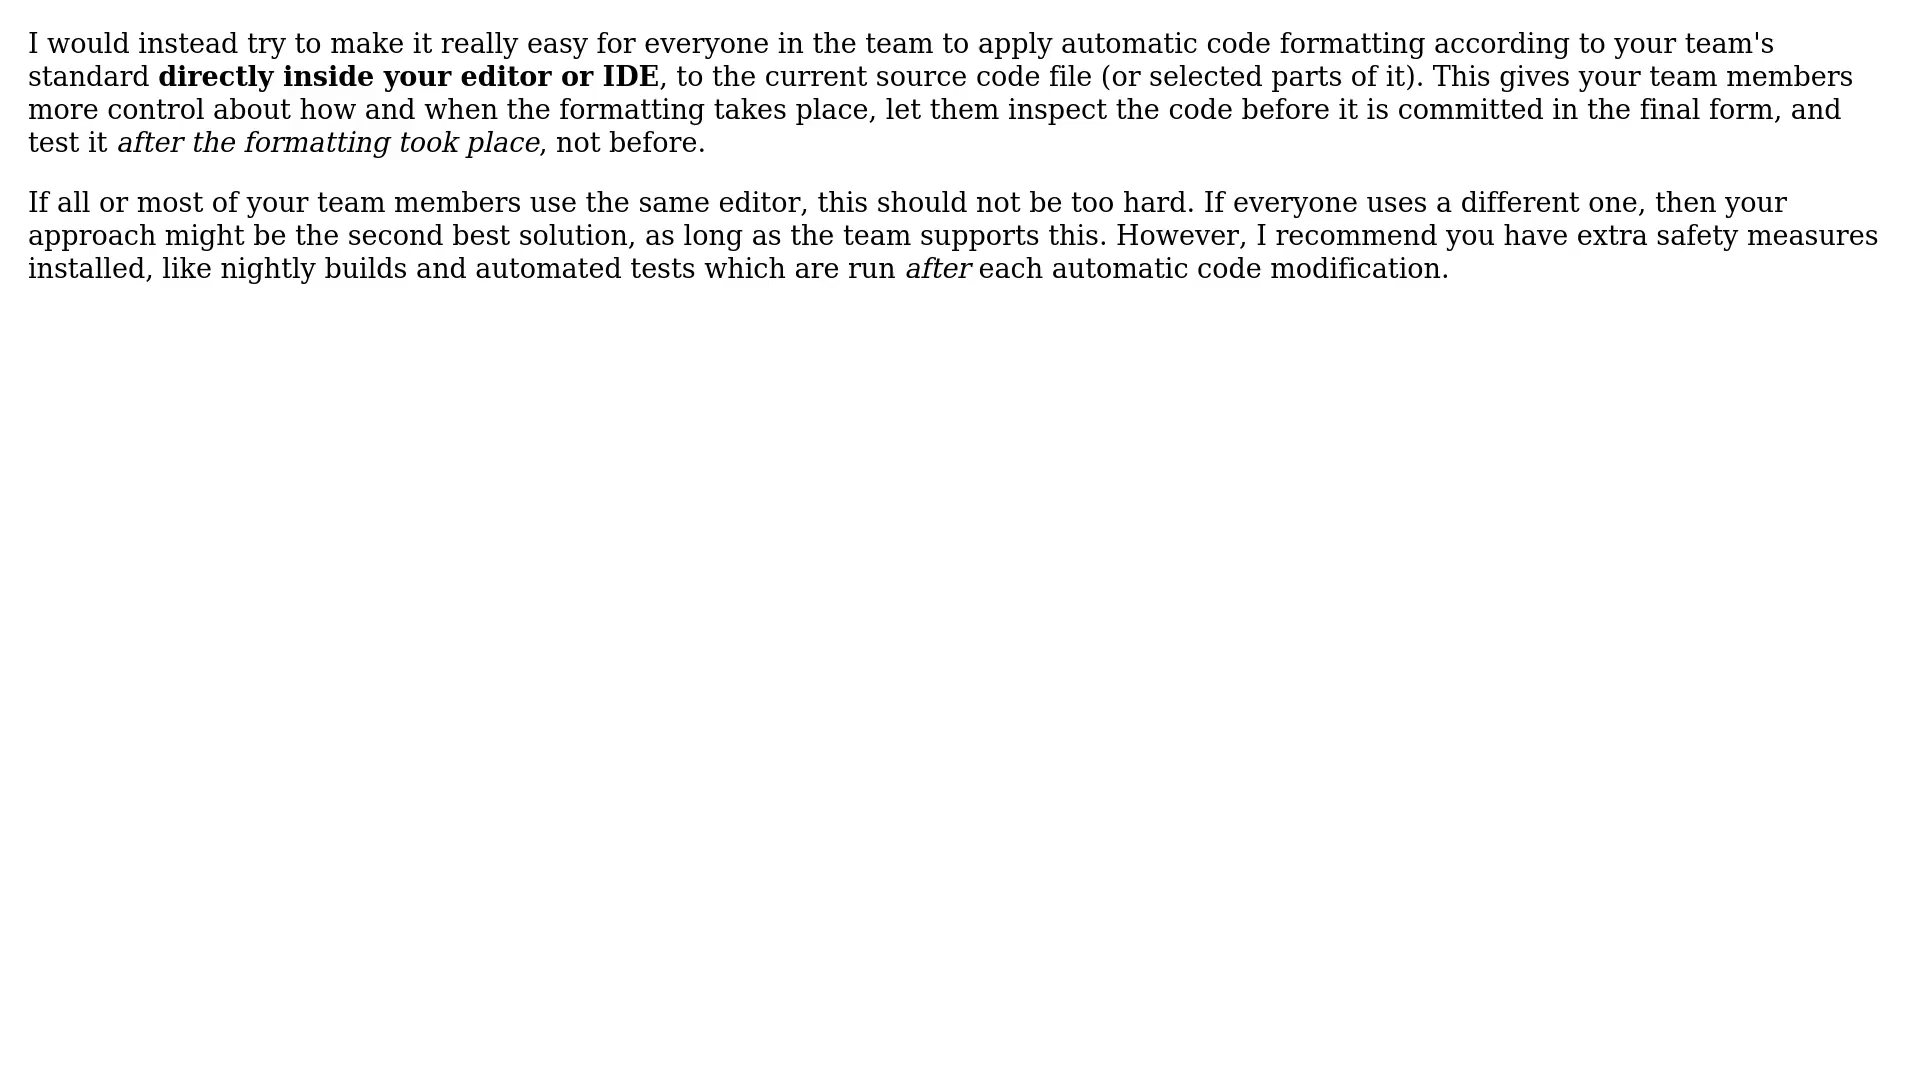 I would instead try to make it really easy for everyone in the team to apply automatic code formatting according to your team's
standard directly inside your editor or IDE, to the current source code file (or selected parts of it). This gives your team members
more control about how and when the formatting takes place, let them inspect the code before it is committed in the final form, and
test it after the formatting took place, not before.
If all or most of your team members use the same editor, this should not be too hard. If everyone uses a different one, then your
approach might be the second best solution, as long as the team supports this. However, I recommend you have extra safety measures
installed, like nightly builds and automated tests which are run after each automatic code modification.